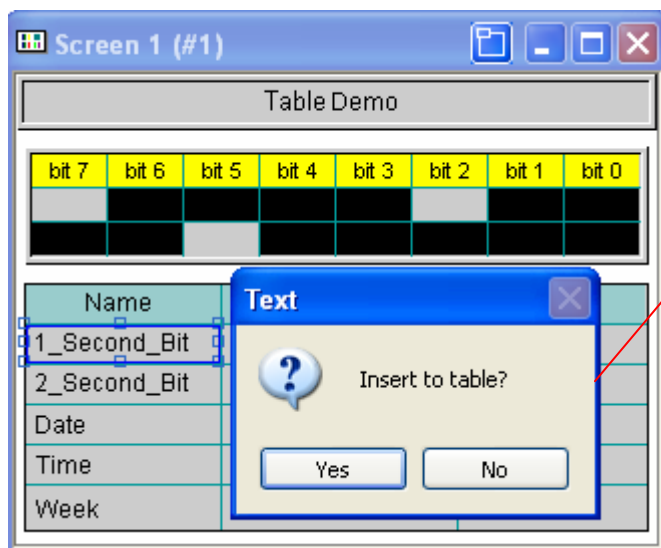 Screen 1 (#1)
Table Demo
bit 7 bit 6 bit 5 bit 4 bit 3 bit 2 bit 1 bit 0
Name
1_Second_Bit
2_Second_Bit
Date
Time
Week
Text
Insert to table?
Yes No